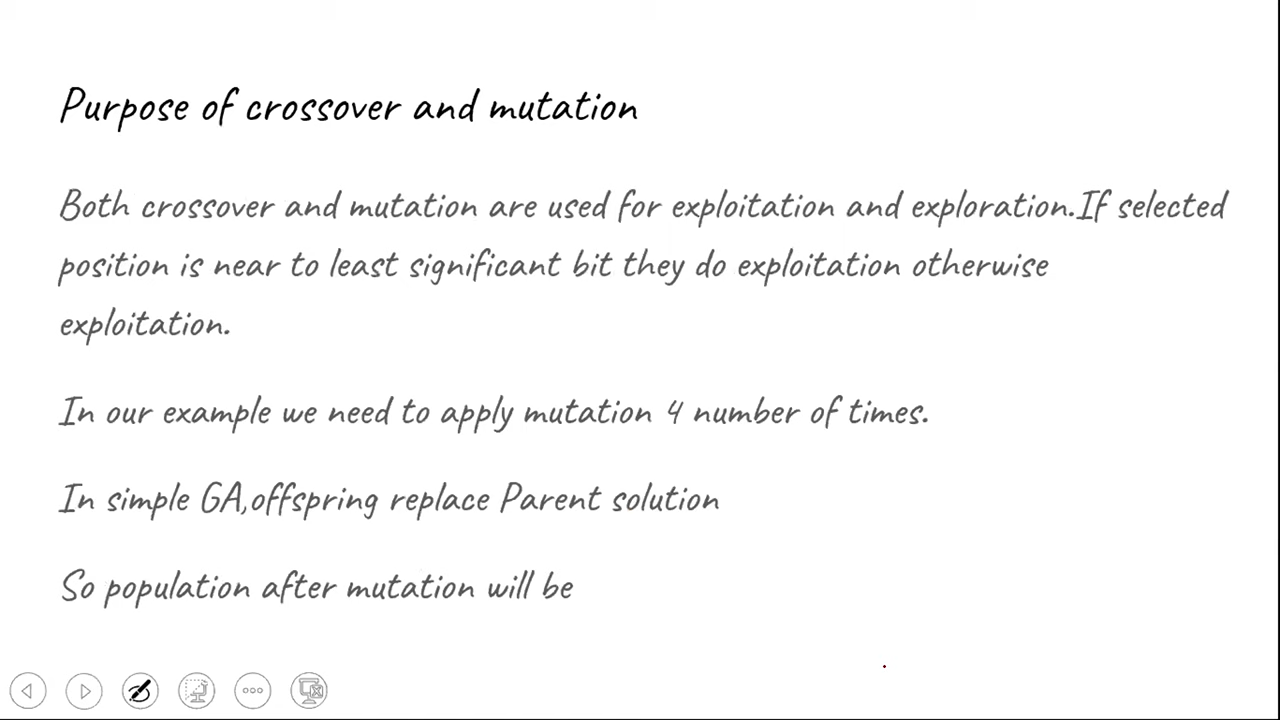 Purpose of crossover and mutation
Both crossover and mutation are used for exploitation and exploration.If selected
position is near to least significant bit they do exploitation otherwise
exploitation.
In our example we need to apply mutation 4 number of times.
In simple GA,offspring replace Parent solution
So population after mutation will be